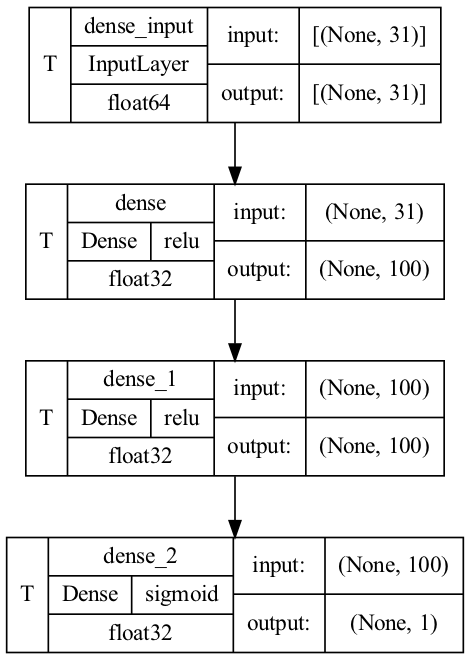 T
dense_input
InputLayer
float64
input:
[(None, 31)]
output:
[(None, 31)]
T
dense
Dense relu
float32
input:
(None, 31)
output:
(None, 100)
T
dense_1
Dense relu
float32
input:
(None, 100)
output:
(None, 100)
T
dense_2
Dense sigmoid
float32
input:
(None, 100)
output:
(None, 1)